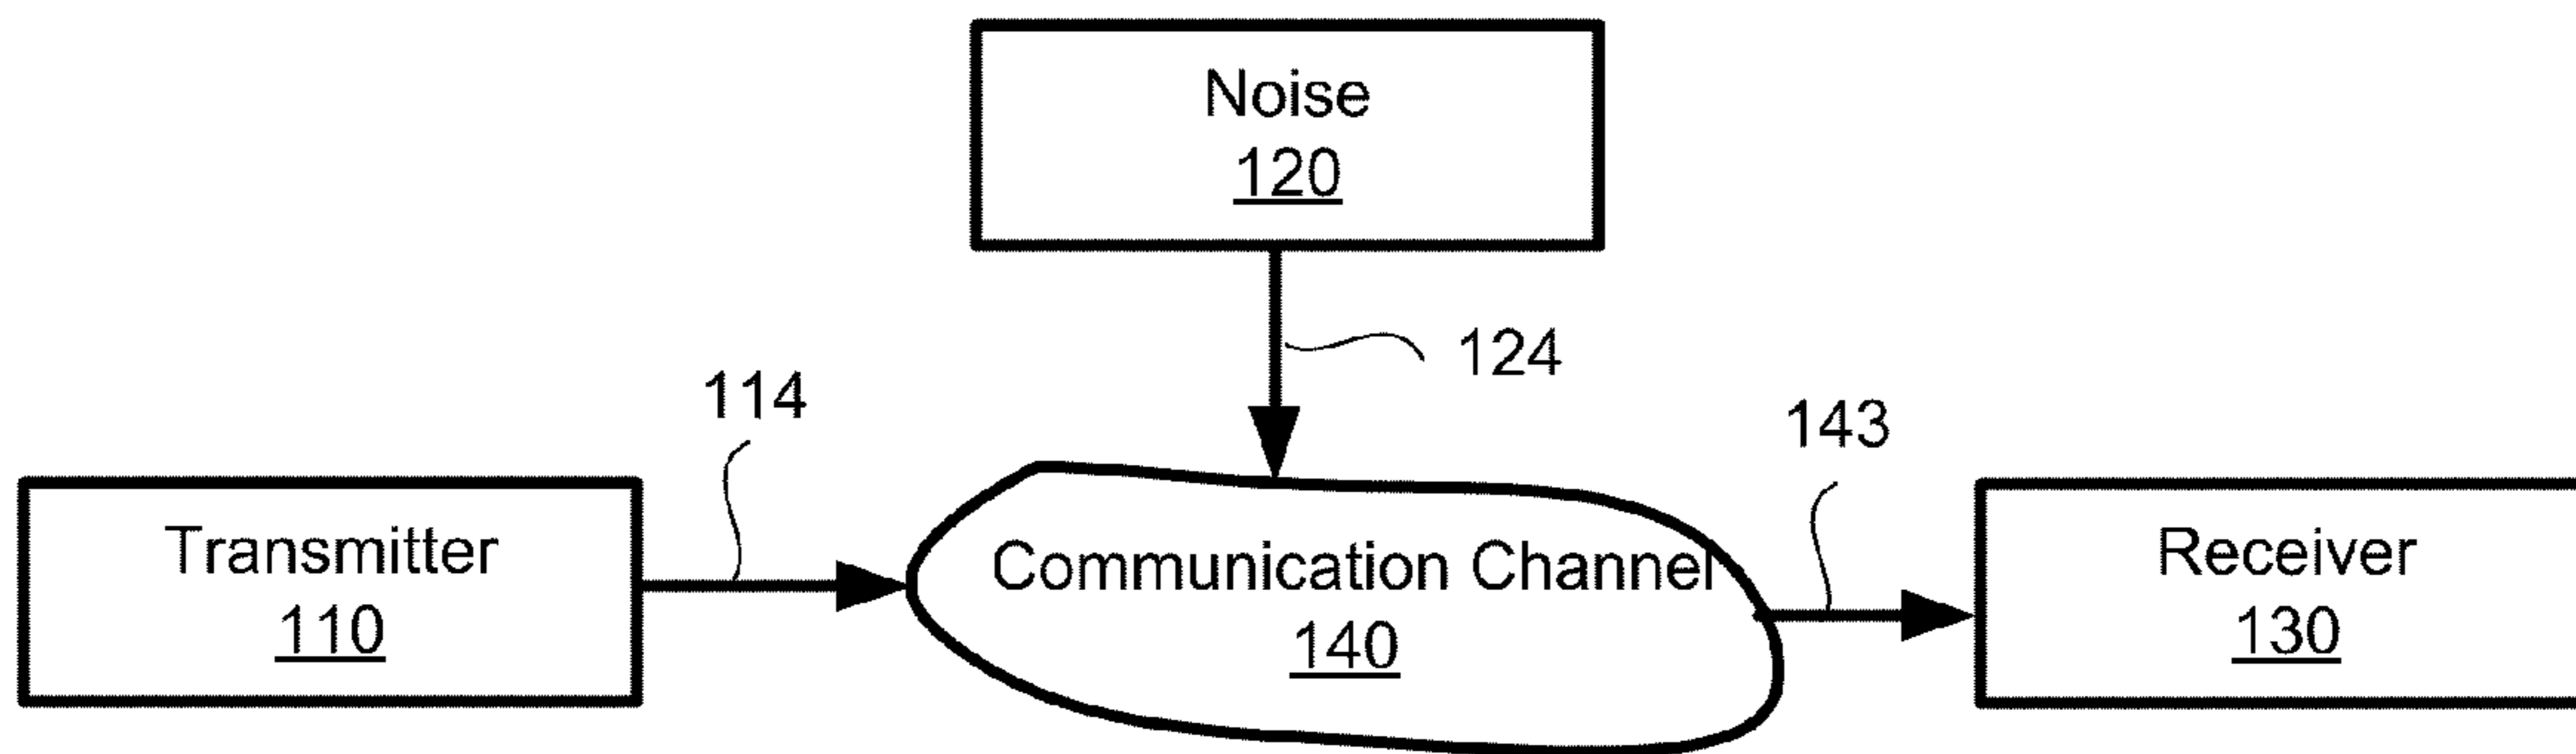 Noise
120
124
114
143
Transmitter
110
Communication Channel
140
Receiver
130